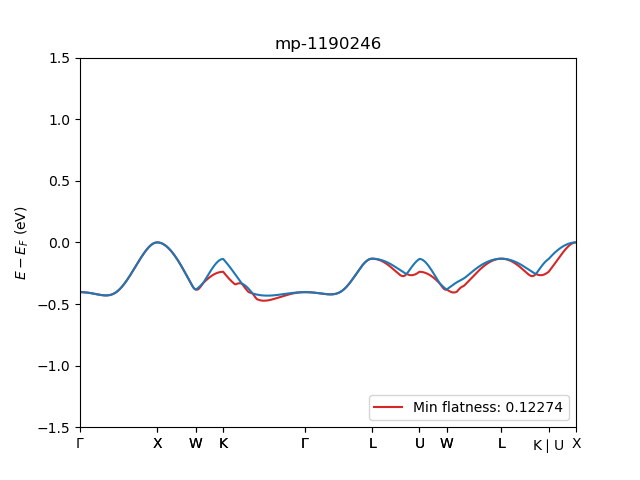 mp-1190246
E − E_F (eV)
1.5
1.0
0.5
0.0
−0.5
−1.0
−1.5
Min flatness: 0.12274
Γ X W K Γ L U W L K | U X